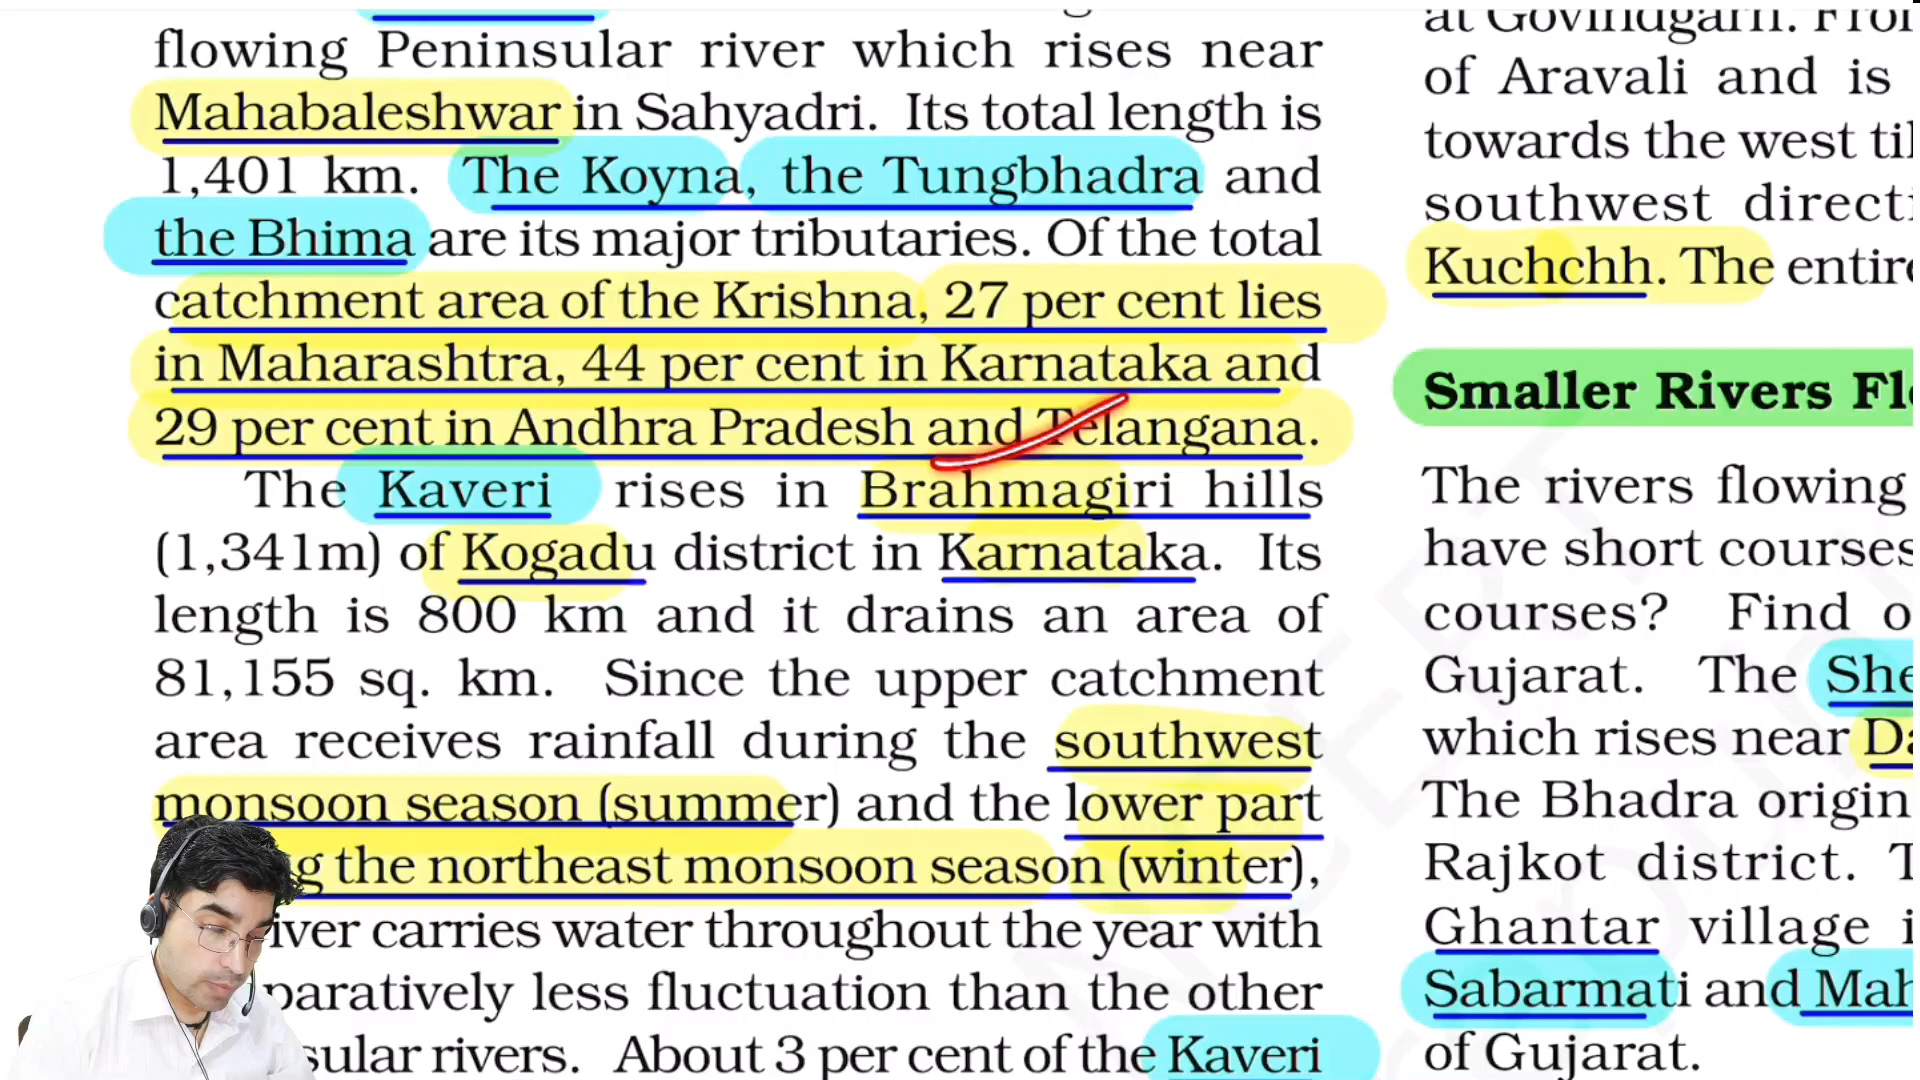 flowing Peninsular river which rises near
Mahabaleshwar in Sahyadri. Its total length is
1,401 km. The Koyna, the Tungbhadra and
the Bhima are its major tributaries. Of the total
catchment area of the Krishna, 27 per cent lies
in Maharashtra, 44 per cent in Karnataka and
29 per cent in Andhra Pradesh and Telangana.
The Kaveri rises in Brahmagiri hills
(1,341m) of Kogadu district in Karnataka. Its
length is 800 km and it drains an area of
81,155 sq. km. Since the upper catchment
area receives rainfall during the southwest
monsoon season (summer) and the lower part
the northeast monsoon season (winter),
carries water throughout the year with
less fluctuation than the other
rivers. About 3 per cent of the Kaveri
at Govindgarh.
of Aravali and is
towards the west
southwest
Kuchchh. The
Smaller Rivers
The rivers flowing
have short courses
courses? Find
Gujarat. The
which rises near
The Bhadra
Rajkot district.
Ghantar village
Sabarmati and
of Gujarat.